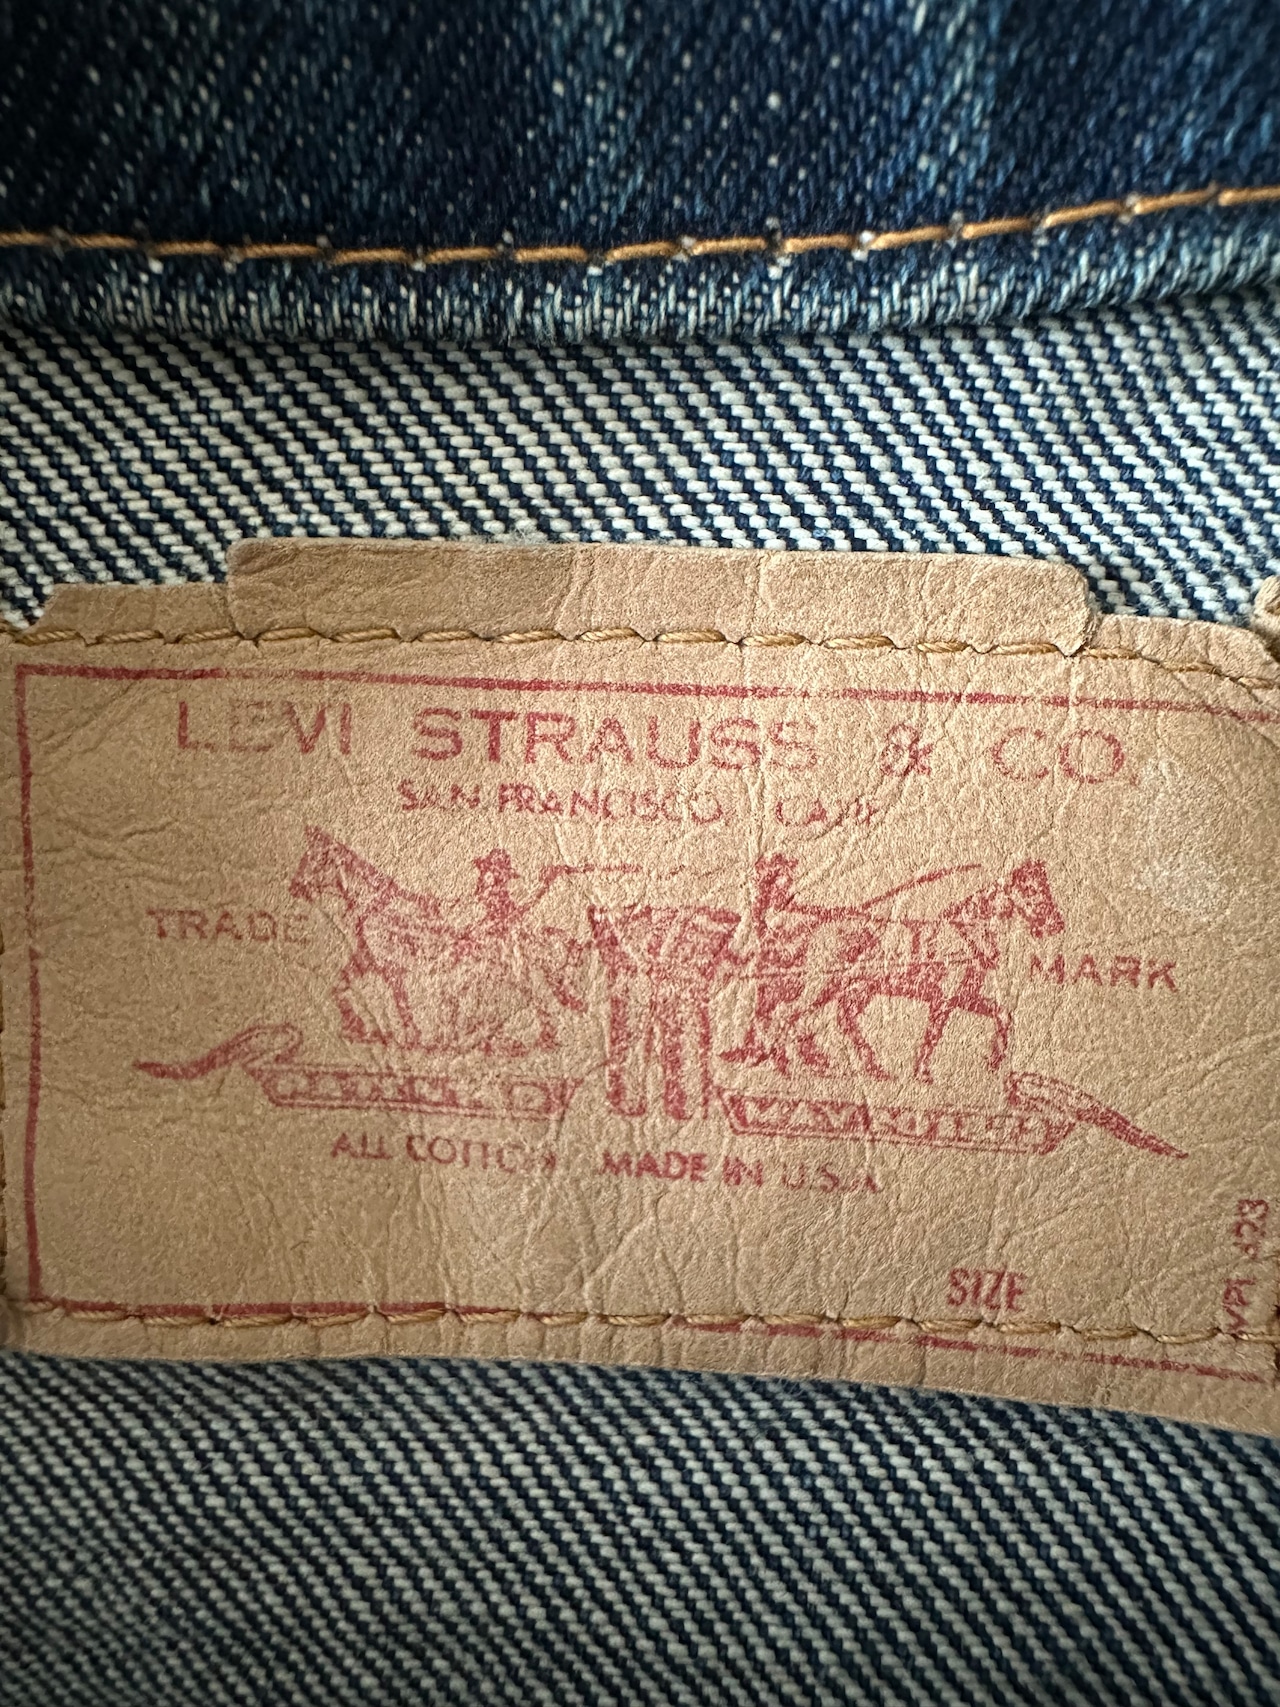 LEVI STRAUSS & CO.
SAN FRANCISCO CALIF
TRADE MARK
ALL COTTON MADE IN U.S.A
SIZE